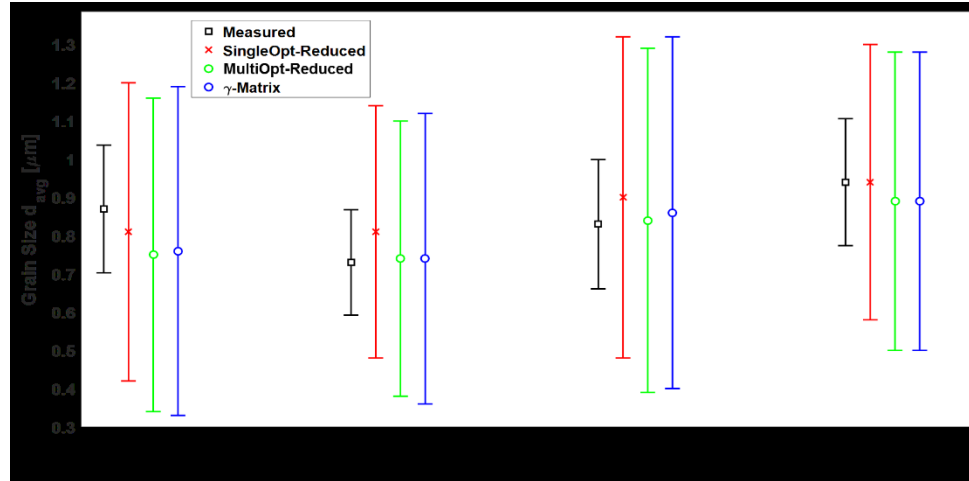 Measured
SingleOpt-Reduced
MultiOpt-Reduced
γ-Matrix
Grain Size d_avg [μm]
1.3
1.2
1.1
1
0.9
0.8
0.7
0.6
0.5
0.4
0.3